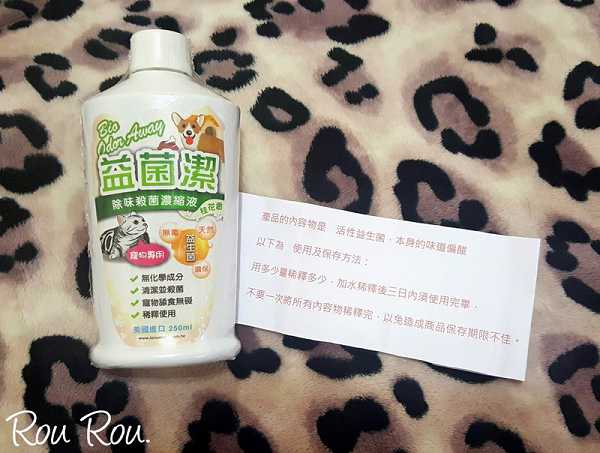 Bio
Odor Away
益菌潔
除味殺菌濃縮液
桂花香
無毒
天然
益生菌
環保
寵物專用
✓ 無化學成分
✓ 清潔並殺菌
✓ 寵物舔食無礙
✓ 稀釋使用
美國進口 250ml
產品的內容物是 活性益生菌，本身的味道偏酸
以下為 使用及保存方法：
用多少量稀釋多少，加水稀釋後三日內須使用完畢，
不要一次將所有內容物稀釋完，以免造成商品保存期限不佳。
Rou Rou.